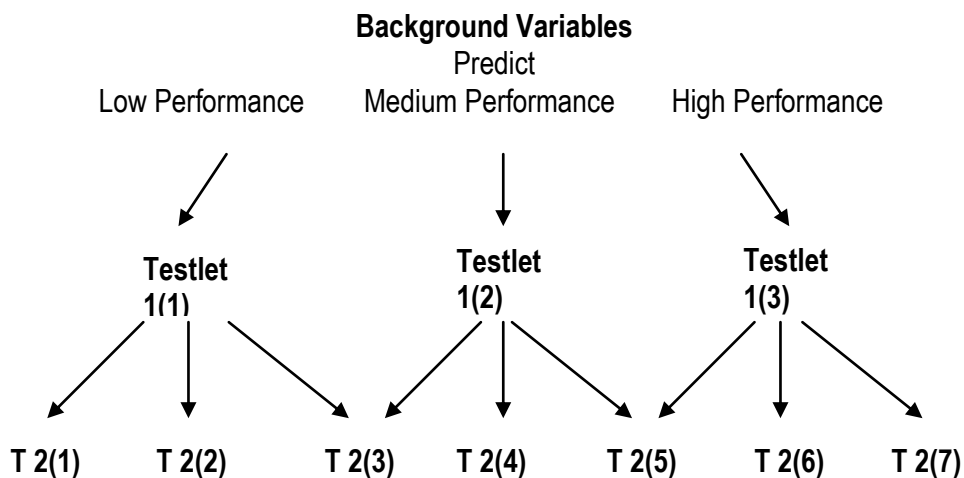 Background Variables
Predict
Low Performance Medium Performance High Performance
Testlet
1(1)
Testlet
1(2)
Testlet
1(3)
T 2(1) T 2(2) T 2(3) T 2(4) T 2(5) T 2(6) T 2(7)